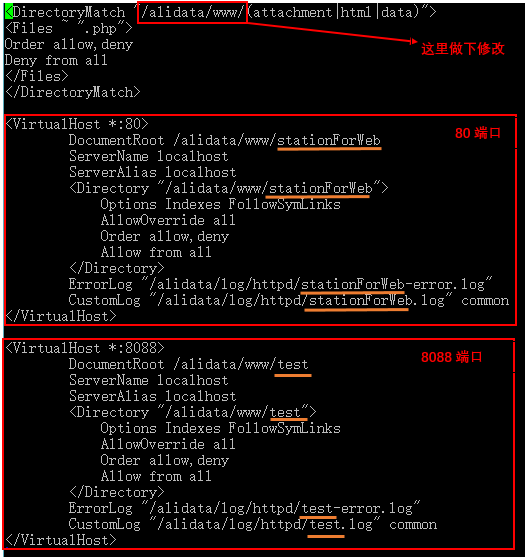 <DirectoryMatch "/alidata/www/(attachment|html|data)">
<Files ~ ".php">
这里做下修改
Order allow,deny
Deny from all
</Files>
</DirectoryMatch>
<VirtualHost *:80>
80 端口
DocumentRoot /alidata/www/stationForWeb
ServerName localhost
ServerAlias localhost
<Directory "/alidata/www/stationForWeb">
Options Indexes FollowSymLinks
AllowOverride all
Order allow,deny
Allow from all
</Directory>
ErrorLog "/alidata/log/httpd/stationForWeb-error.log"
CustomLog "/alidata/log/httpd/stationForWeb.log" common
</VirtualHost>
<VirtualHost *:8088>
8088 端口
DocumentRoot /alidata/www/test
ServerName localhost
ServerAlias localhost
<Directory "/alidata/www/test">
Options Indexes FollowSymLinks
AllowOverride all
Order allow,deny
Allow from all
</Directory>
ErrorLog "/alidata/log/httpd/test-error.log"
CustomLog "/alidata/log/httpd/test.log" common
</VirtualHost>